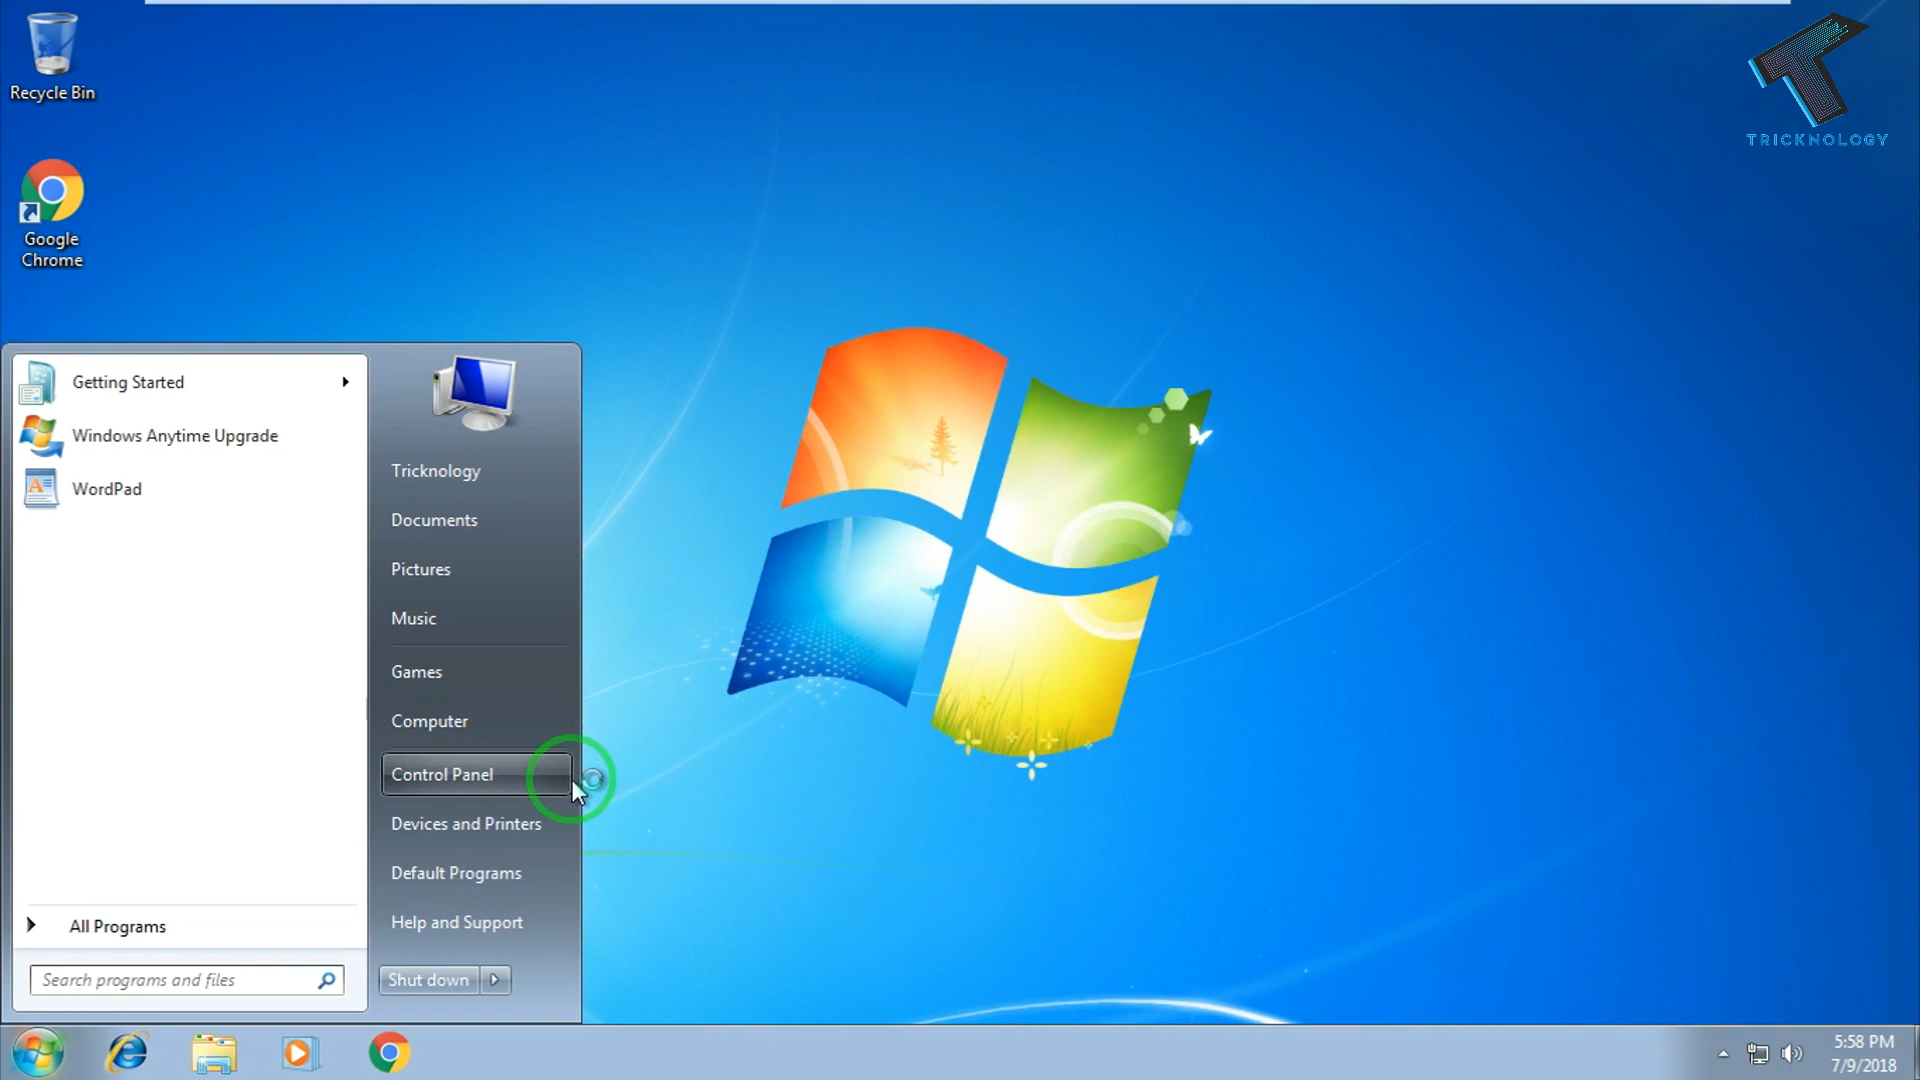 Recycle Bin
TRICKNOLOGY
Google
Chrome
Getting Started
Windows Anytime Upgrade
WordPad
All Programs
Search programs and files
Tricknology
Documents
Pictures
Music
Games
Computer
Control Panel
Devices and Printers
Default Programs
Help and Support
Shut down
5:58 PM
7/9/2018